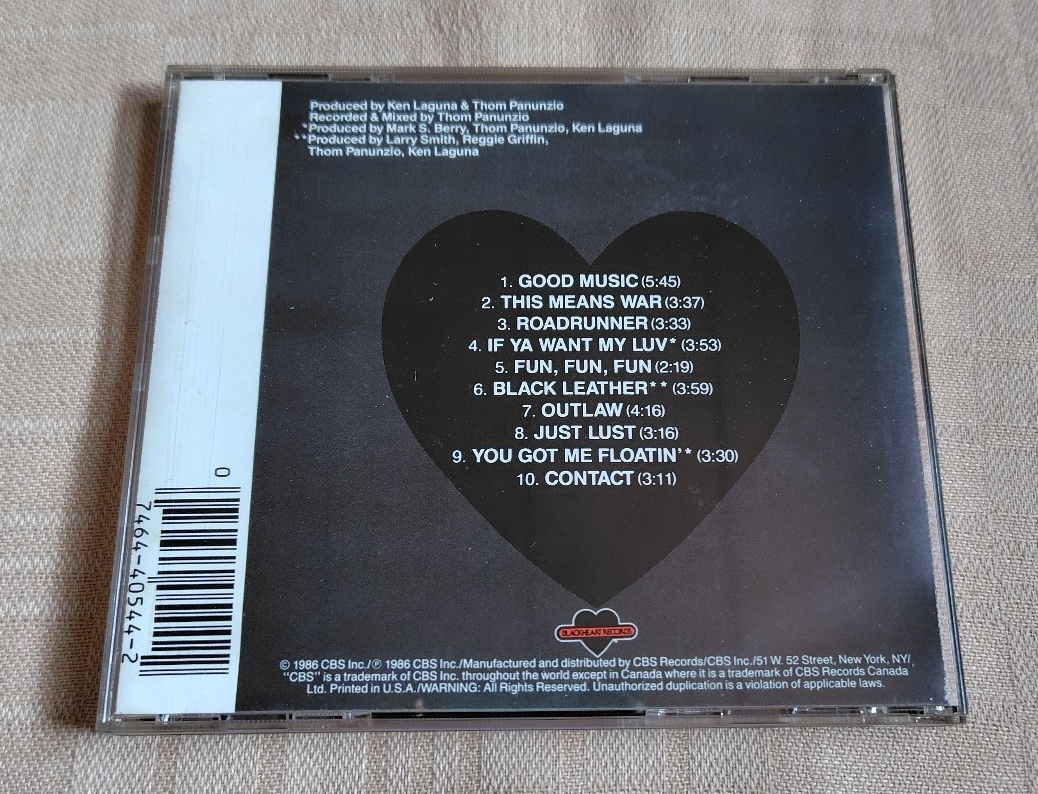 Produced by Ken Laguna & Thom Panunzio
Recorded & Mixed by Thom Panunzio
*Produced by Mark S. Berry, Thom Panunzio, Ken Laguna
**Produced by Larry Smith, Reggie Griffin,
Thom Panunzio, Ken Laguna
1. GOOD MUSIC (5:45)
2. THIS MEANS WAR (3:37)
3. ROADRUNNER (3:33)
4. IF YA WANT MY LUV* (3:53)
5. FUN, FUN, FUN (2:19)
6. BLACK LEATHER** (3:59)
7. OUTLAW (4:16)
8. JUST LUST (3:16)
9. YOU GOT ME FLOATIN'* (3:30)
10. CONTACT (3:11)
0
7464-40544-2
BLACKHEART RECORDS
© 1986 CBS Inc./℗ 1986 CBS Inc./Manufactured and distributed by CBS Records/CBS Inc./51 W. 52 Street, New York, NY/
"CBS" is a trademark of CBS Inc. throughout the world except in Canada where it is a trademark of CBS Records Canada
Ltd. Printed in U.S.A./WARNING: All Rights Reserved. Unauthorized duplication is a violation of applicable laws.